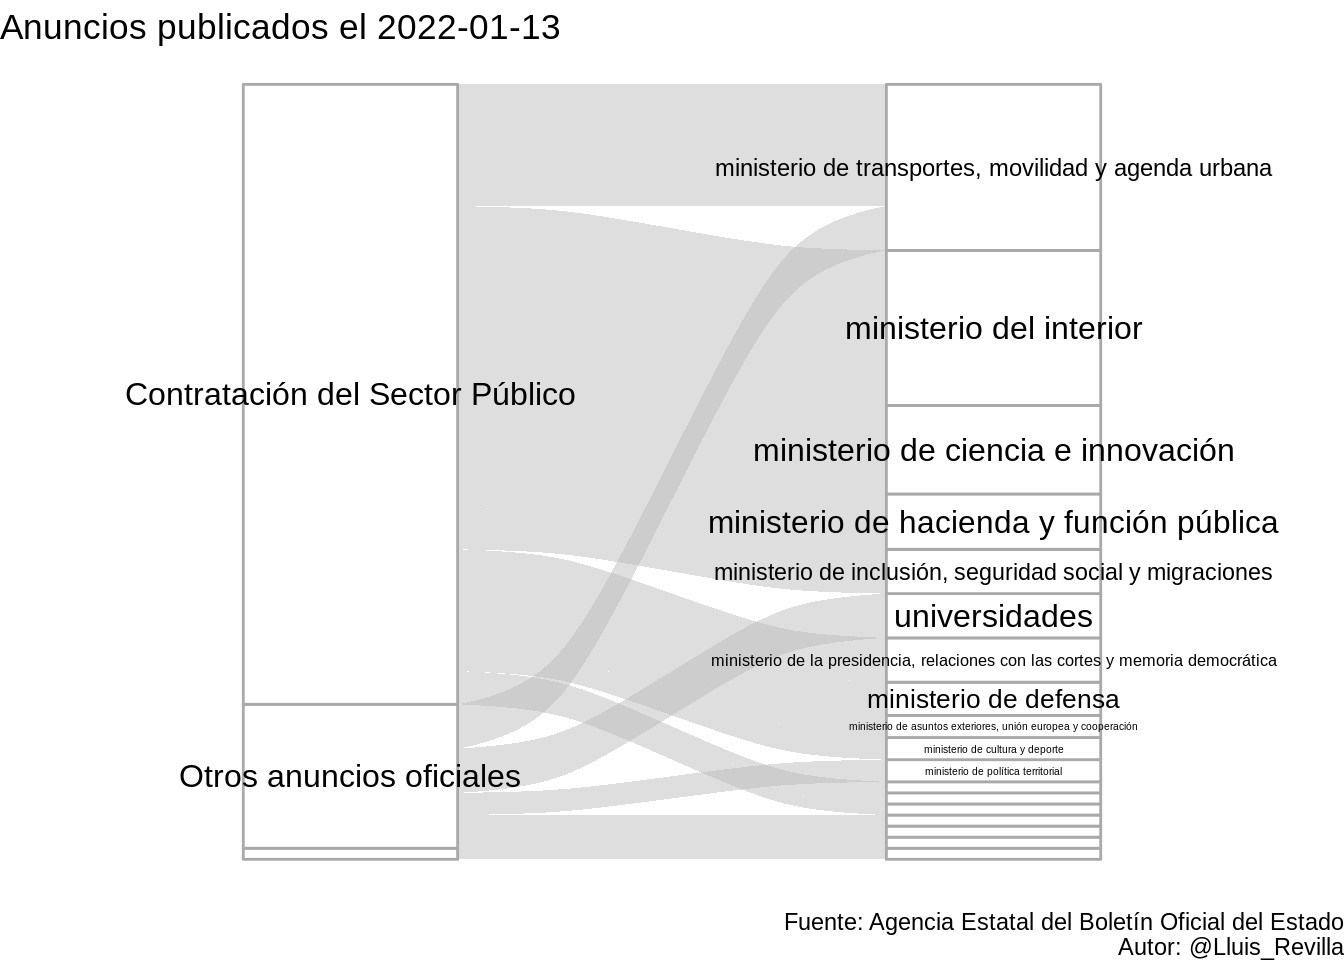 Anuncios publicados el 2022-01-13
ministerio de transportes, movilidad y agenda urbana
ministerio del interior
Contratación del Sector Público
ministerio de ciencia e innovación
ministerio de hacienda y función pública
ministerio de inclusión, seguridad social y migraciones
universidades
ministerio de la presidencia, relaciones con las cortes y memoria democrática
ministerio de defensa
ministerio de asuntos exteriores, unión europea y cooperación
ministerio de cultura y deporte
ministerio de política territorial
Otros anuncios oficiales
Fuente: Agencia Estatal del Boletín Oficial del Estado
Autor: @Lluis_Revilla